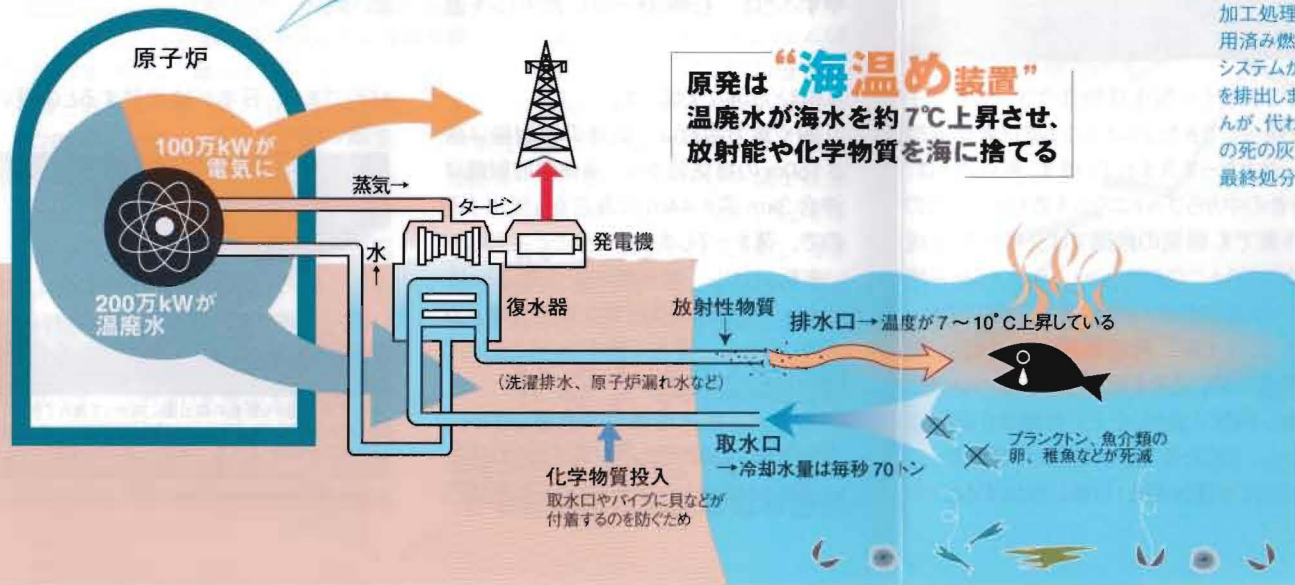 原子炉
100万kWが
電気に
200万kWが
温廃水
蒸気→
タービン
発電機
水
↑
復水器
原発は“海温め装置”
温廃水が海水を約7℃上昇させ、
放射能や化学物質を海に捨てる
加工処理
用済み燃
システムが
を排出しま
んが、代わ
の死の灰
最終処分
放射性物質
排水口→温度が7〜10℃上昇している
(洗濯排水、原子炉漏れ水など)
取水口
→冷却水量は毎秒70トン
化学物質投入
取水口やパイプに貝などが
付着するのを防ぐため
プランクトン、魚介類の
卵、稚魚などが死滅